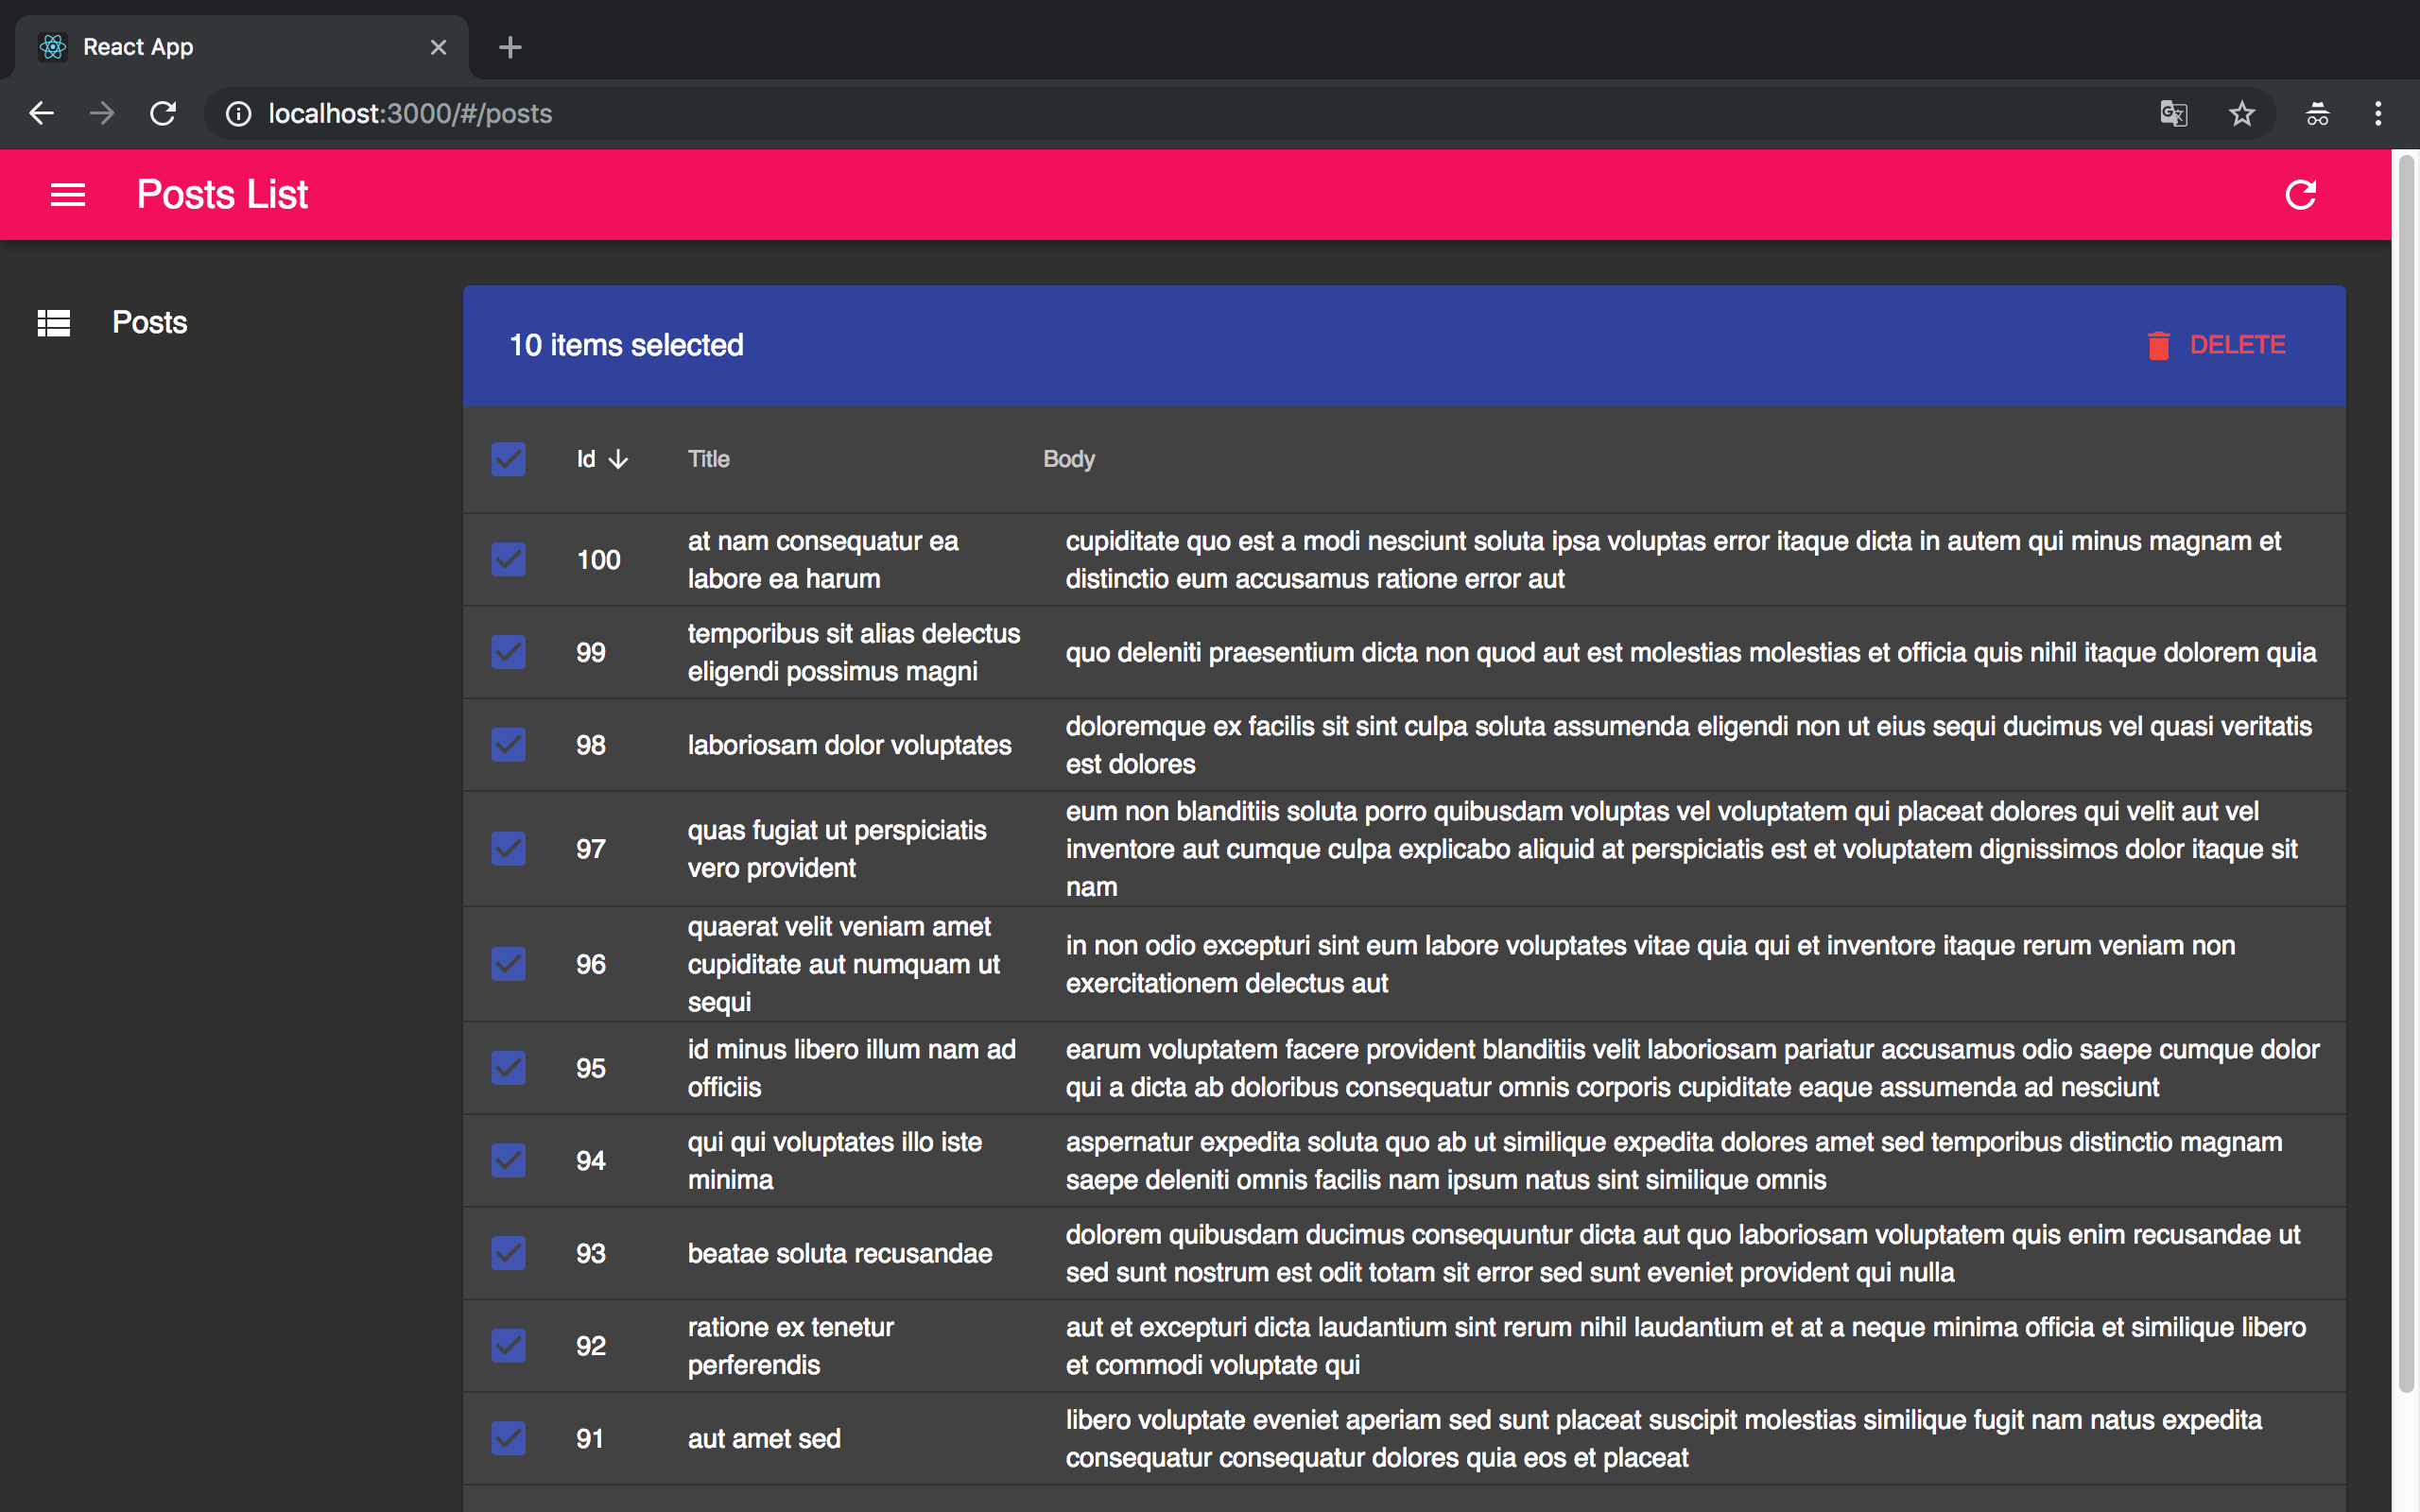 React App
localhost:3000/#/posts
Posts List
Posts
10 items selected
DELETE
Id Title Body
100 at nam consequatur ea labore ea harum cupiditate quo est a modi nesciunt soluta ipsa voluptas error itaque dicta in autem qui minus magnam et
distinctio eum accusamus ratione error aut
99 temporibus sit alias delectus eligendi possimus magni quo deleniti praesentium dicta non quod aut est molestias molestias et officia quis nihil itaque dolorem quia
98 laboriosam dolor voluptates doloremque ex facilis sit sint culpa soluta assumenda eligendi non ut eius sequi ducimus vel quasi veritatis
est dolores
97 quas fugiat ut perspiciatis vero provident eum non blanditiis soluta porro quibusdam voluptas vel voluptatem qui placeat dolores qui velit aut vel
inventore aut cumque culpa explicabo aliquid at perspiciatis est et voluptatem dignissimos dolor itaque sit
nam
96 quaerat velit veniam amet cupiditate aut numquam ut sequi in non odio excepturi sint eum labore voluptates vitae quia qui et inventore itaque rerum veniam non
exercitationem delectus aut
95 id minus libero illum nam ad officiis earum voluptatem facere provident blanditiis velit laboriosam pariatur accusamus odio saepe cumque dolor
qui a dicta ab doloribus consequatur omnis corporis cupiditate eaque assumenda ad nesciunt
94 qui qui voluptates illo iste minima aspernatur expedita soluta quo ab ut similique expedita dolores amet sed temporibus distinctio magnam
saepe deleniti omnis facilis nam ipsum natus sint similique omnis
93 beatae soluta recusandae dolorem quibusdam ducimus consequuntur dicta aut quo laboriosam voluptatem quis enim recusandae ut
sed sunt nostrum est odit totam sit error sed sunt eveniet provident qui nulla
92 ratione ex tenetur perferendis aut et excepturi dicta laudantium sint rerum nihil laudantium et at a neque minima officia et similique libero
et commodi voluptate qui
91 aut amet sed libero voluptate eveniet aperiam sed sunt placeat suscipit molestias similique fugit nam natus expedita
consequatur consequatur dolores quia eos et placeat